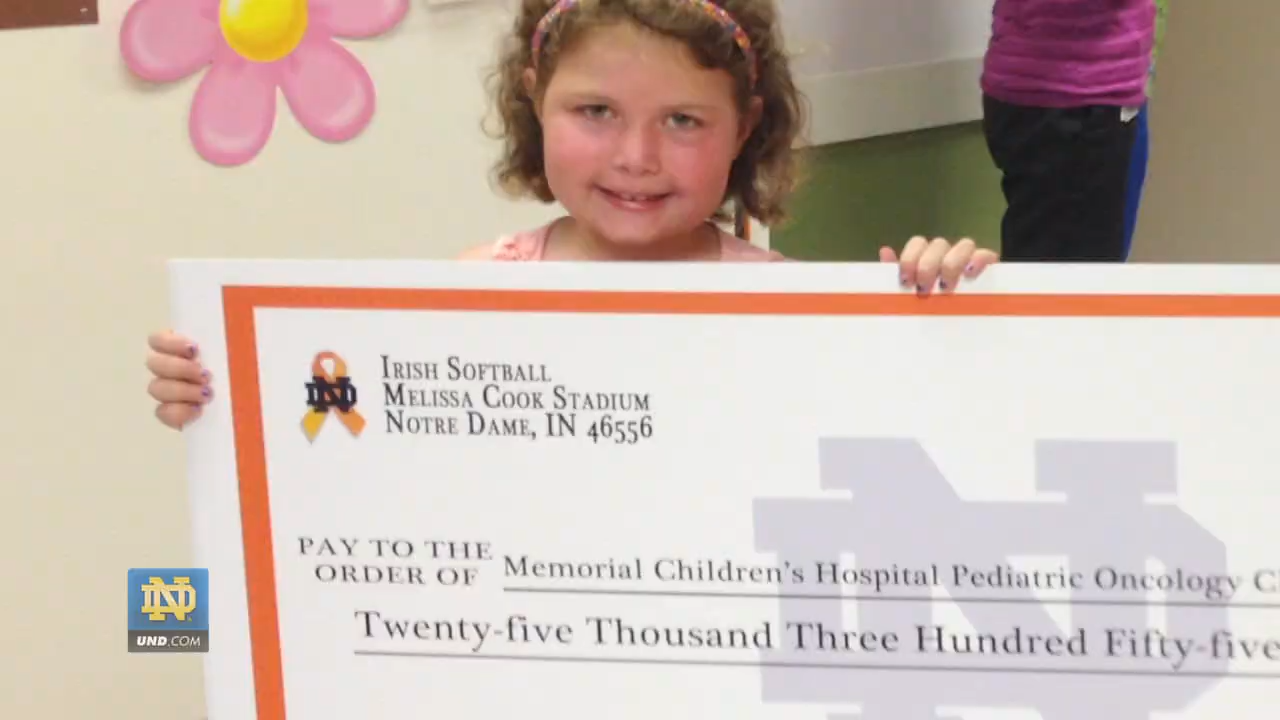 IRISH SOFTBALL
MELISSA COOK STADIUM
NOTRE DAME, IN 46556
PAY TO THE
ORDER OF
Memorial Children's Hospital Pediatric Oncology
Twenty-five Thousand Three Hundred Fifty-five
ND
UND.COM